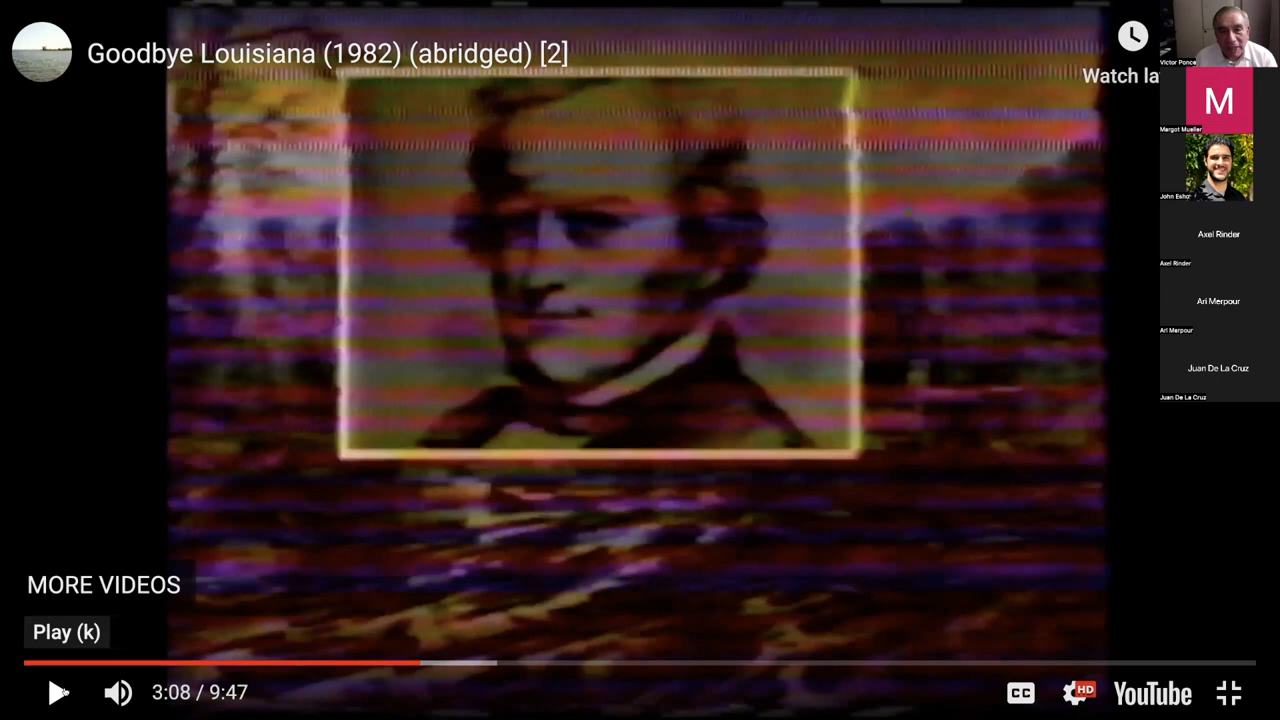 Goodbye Louisiana (1982) (abridged) [2]
Watch la
Victor Ponce
M
Margot Mueller
John Esho
Axel Rinder
Axel Rinder
Ari Merpour
Ari Merpour
Juan De La Cruz
Juan De La Cruz
MORE VIDEOS
Play (k)
3:08 / 9:47
CC
HD
YouTube